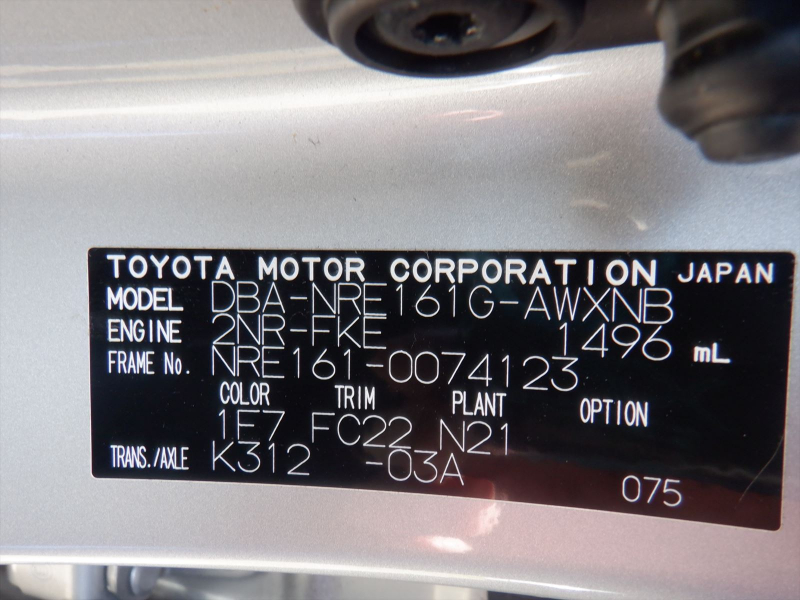 TOYOTA MOTOR CORPORATION JAPAN
MODEL DBA-NRE161G-AWXNB
ENGINE 2NR-FKE 1496 mL
FRAME No. NRE161-0074123
COLOR TRIM PLANT OPTION
1E7 FC22 N21
TRANS./AXLE K312 -03A
075